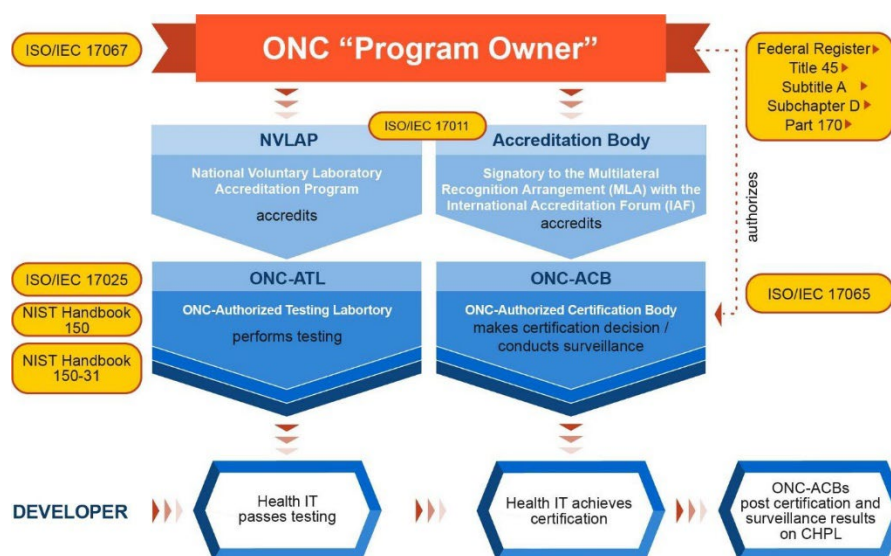 ISO/IEC 17067
ONC “Program Owner”
Federal Register
Title 45
Subtitle A
Subchapter D
Part 170
ISO/IEC 17011
NVLAP
National Voluntary Laboratory
Accreditation Program
accredits
Accreditation Body
Signatory to the Multilateral
Recognition Arrangement (MLA) with the
International Accreditation Forum (IAF)
accredits
authorizes
ISO/IEC 17025
NIST Handbook
150
NIST Handbook
150-31
ONC-ATL
ONC-Authorized Testing Labortory
performs testing
ONC-ACB
ONC-Authorized Certification Body
makes certification decision /
conducts surveillance
ISO/IEC 17065
DEVELOPER
Health IT
passes testing
Health IT achieves
certification
ONC-ACBs
post certification and
surveillance results
on CHPL